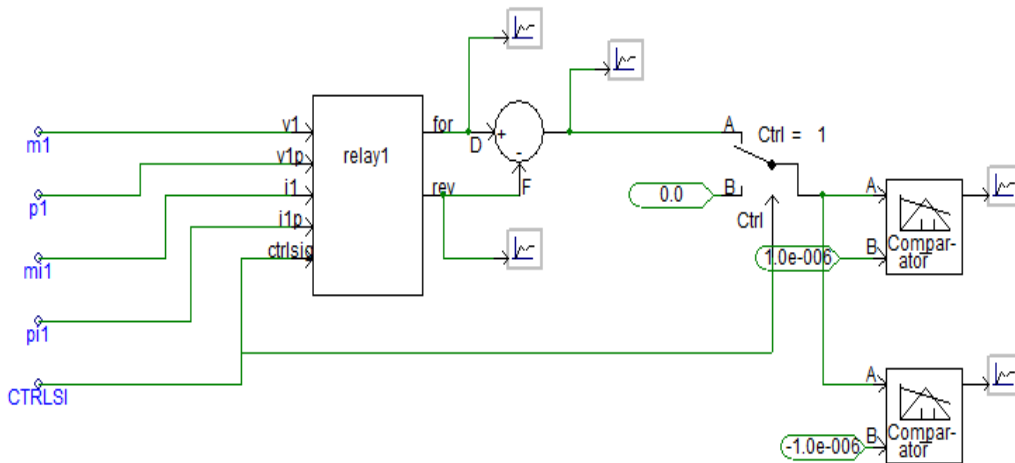 m1
p1
mi1
pi1
CTRLSI
v1
v1p
i1
i1p
ctrlsig
relay1
for
rev
D
+
-
F
A
Ctrl = 1
B
0.0
Ctrl
A
B
1.0e-006
Compar-
ator
A
B
-1.0e-006
Compar-
ator